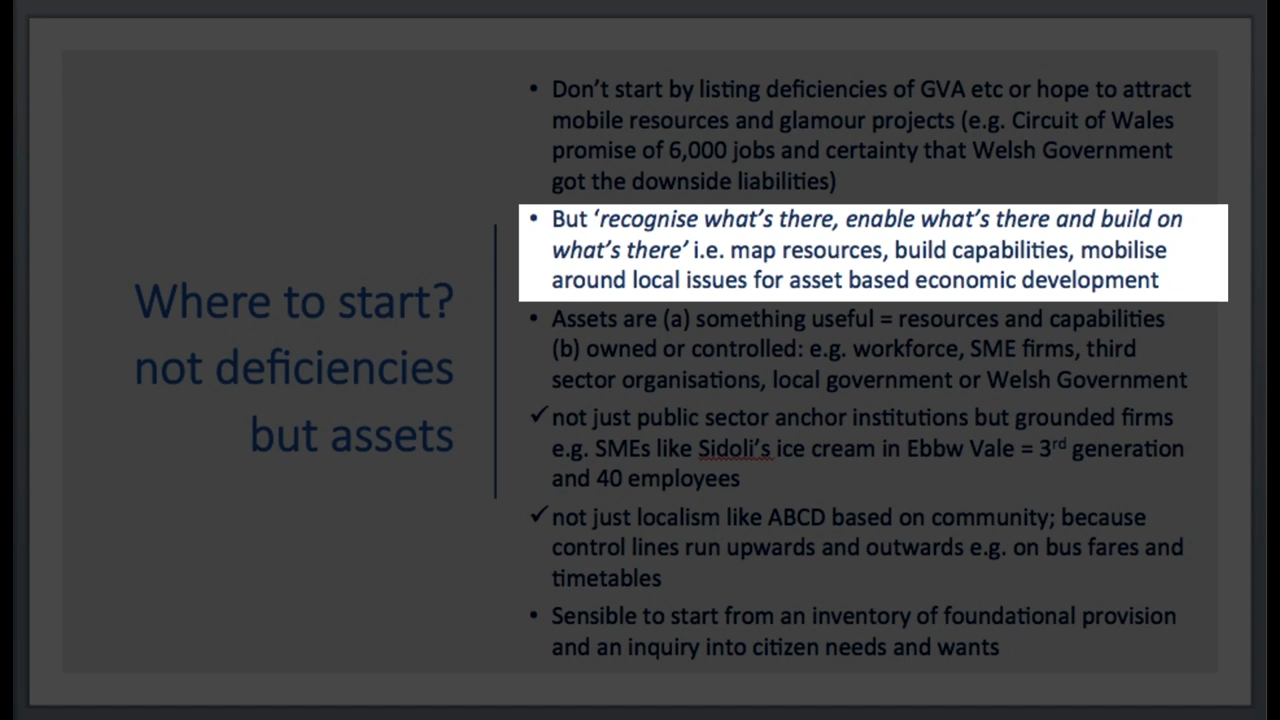 Where to start?
not deficiencies
but assets
• Don’t start by listing deficiencies of GVA etc or hope to attract
mobile resources and glamour projects (e.g. Circuit of Wales
promise of 6,000 jobs and certainty that Welsh Government
got the downside liabilities)
• But ‘recognise what’s there, enable what’s there and build on
what’s there’ i.e. map resources, build capabilities, mobilise
around local issues for asset based economic development
• Assets are (a) something useful = resources and capabilities
(b) owned or controlled: e.g. workforce, SME firms, third
sector organisations, local government or Welsh Government
✓ not just public sector anchor institutions but grounded firms
e.g. SMEs like Sidoli’s ice cream in Ebbw Vale = 3rd generation
and 40 employees
✓ not just localism like ABCD based on community; because
control lines run upwards and outwards e.g. on bus fares and
timetables
• Sensible to start from an inventory of foundational provision
and an inquiry into citizen needs and wants